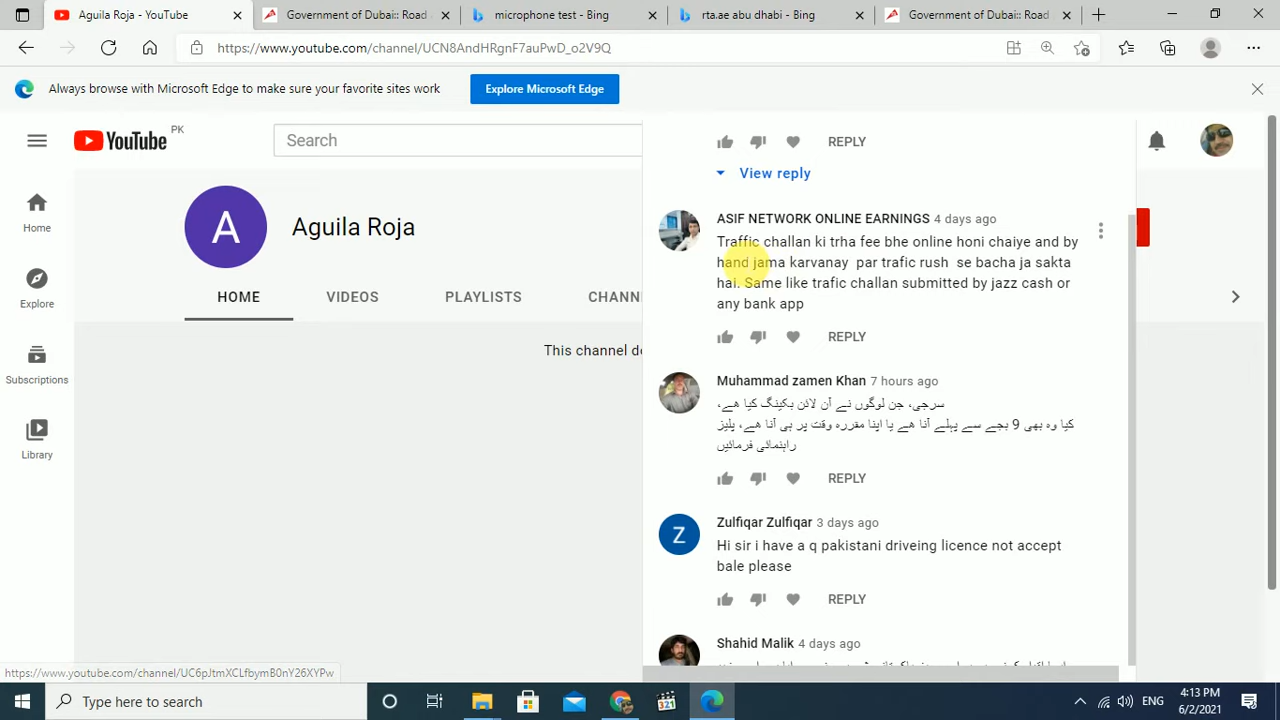 Aguila Roja - YouTube
Government of Dubai:: Road
microphone test - Bing
rta.ae abu dhabi - Bing
Government of Dubai:: Road
https://www.youtube.com/channel/UCN8AndHRgnF7auPwD_o2V9Q
Always browse with Microsoft Edge to make sure your favorite sites work
Explore Microsoft Edge
YouTube PK
Search
REPLY
View reply
Home
Explore
Subscriptions
Library
A
Aguila Roja
HOME VIDEOS PLAYLISTS CHANN
This channel d
ASIF NETWORK ONLINE EARNINGS 4 days ago
Traffic challan ki trha fee bhe online honi chaiye and by
hand jama karvanay par trafic rush se bacha ja sakta
hai. Same like trafic challan submitted by jazz cash or
any bank app
REPLY
Muhammad zamen Khan 7 hours ago
سرجی، جن لوگوں نے آن لائن بکینگ کیا ھے،
کیا وہ بھی 9 بجے سے پہلے آنا ھے یا اپنا مقررہ وقت پر ہی آنا ھے، پلیز
راہنمائی فرمائیں
REPLY
Z
Zulfiqar Zulfiqar 3 days ago
Hi sir i have a q pakistani driveing licence not accept
bale please
REPLY
Shahid Malik 4 days ago
https://www.youtube.com/channel/UC6pJtmXCLfbymB0nY26XYPw
Type here to search
321
ENG
4:13 PM
6/2/2021